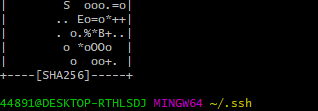 |      S  ooo.=o|
|     .. Eo=o*++|
|    . o.%*B+..|
|     o *oOOo  |
|      o  oo+. |
+----[SHA256]-----+
44891@DESKTOP-RTHLSDJ MINGW64 ~/.ssh